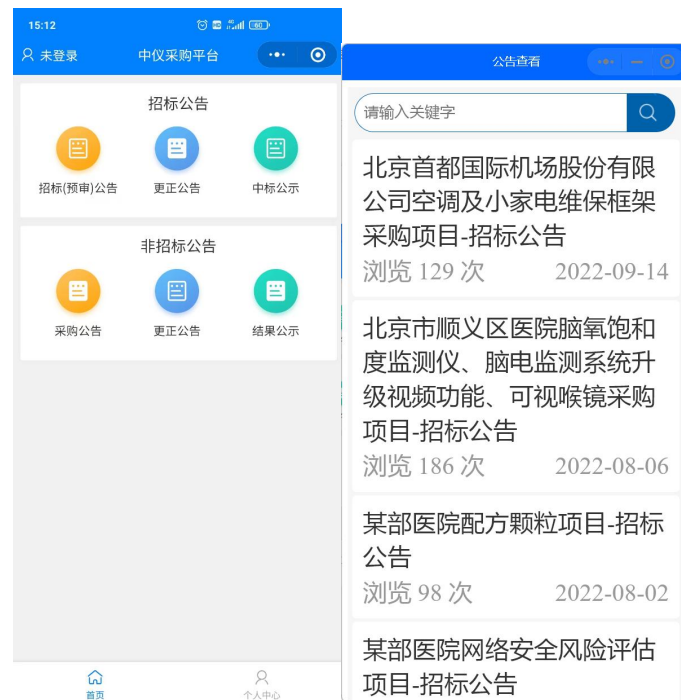 15:12
60
未登录
中仪采购平台
招标公告
招标(预审)公告
更正公告
中标公示
非招标公告
采购公告
更正公告
结果公示
首页
个人中心
公告查看
请输入关键字
北京首都国际机场股份有限
公司空调及小家电维保框架
采购项目-招标公告
浏览 129 次
2022-09-14
北京市顺义区医院脑氧饱和
度监测仪、脑电监测系统升
级视频功能、可视喉镜采购
项目-招标公告
浏览 186 次
2022-08-06
某部医院配方颗粒项目-招标
公告
浏览 98 次
2022-08-02
某部医院网络安全风险评估
项目-招标公告